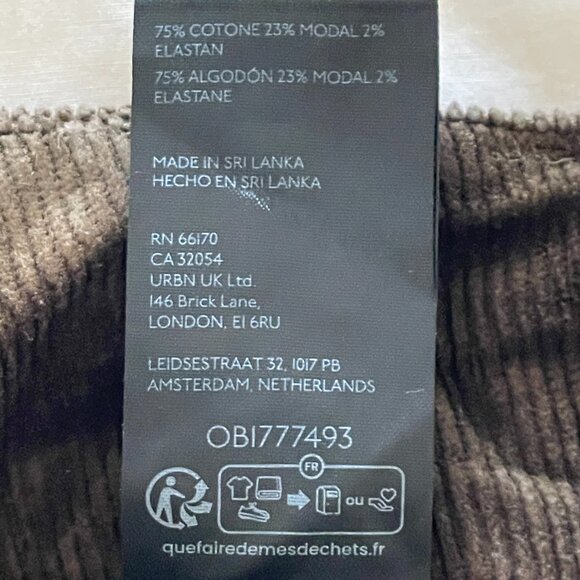 75% COTONE 23% MODAL 2%
ELASTAN
75% ALGODÓN 23% MODAL 2%
ELASTANE
MADE IN SRI LANKA
HECHO EN SRI LANKA
RN 66170
CA 32054
URBN UK Ltd.
146 Brick Lane,
LONDON, E1 6RU
LEIDSESTRAAT 32, 1017 PB
AMSTERDAM, NETHERLANDS
OB1777493
FR
ou
quefairedemesdechets.fr